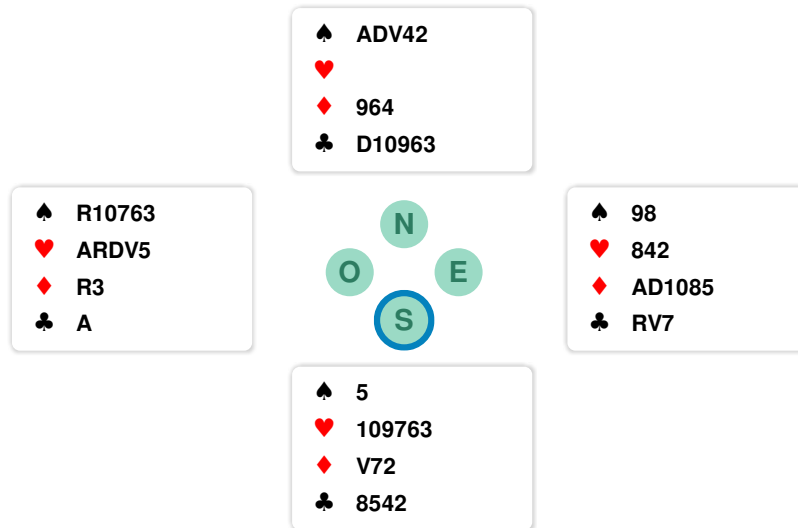 ♠ ADV42
♥
♦ 964
♣ D10963
♠ R10763
♥ ARDV5
♦ R3
♣ A
N
O E
S
♠ 98
♥ 842
♦ AD1085
♣ RV7
♠ 5
♥ 109763
♦ V72
♣ 8542